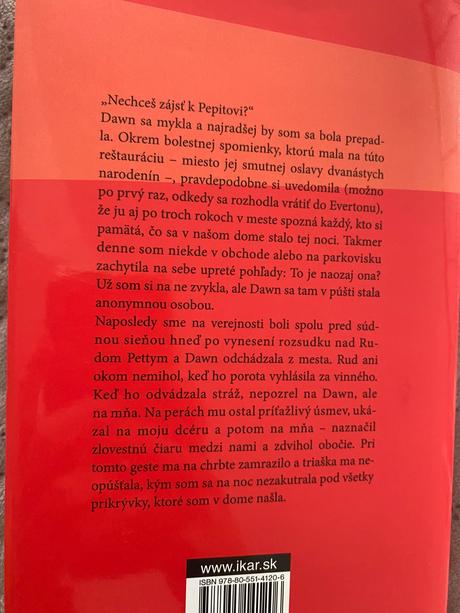 „Nechceš zájsť k Pepitovi?“
Dawn sa mykla a najradšej by som sa bola prepad-
la. Okrem bolestnej spomienky, ktorú mala na túto
reštauráciu – miesto jej smutnej oslavy dvanástych
narodenín –, pravdepodobne si uvedomila (možno
po prvý raz, odkedy sa rozhodla vrátiť do Evertonu),
že ju aj po troch rokoch v meste spozná každý, kto si
pamätá, čo sa v našom dome stalo tej noci. Takmer
denne som niekde v obchode alebo na parkovisku
zachytila na sebe upreté pohľady: To je naozaj ona?
Už som si na ne zvykla, ale Dawn sa tam v púšti stala
anonymnou osobou.
Naposledy sme na verejnosti boli spolu pred súd-
nou sieňou hneď po vynesení rozsudku nad Ru-
dom Pettym a Dawn odchádzala z mesta. Rud ani
okom nemihol, keď ho porota vyhlásila za vinného.
Keď ho odvádzala stráž, nepozrel na Dawn, ale
na mňa. Na perách mu ostal príťažlivý úsmev, uká-
zal na moju dcéru a potom na mňa – naznačil
zlovestnú čiaru medzi nami a zdvihol obočie. Pri
tomto geste ma na chrbte zamrazilo a triaška ma ne-
opúšťala, kým som sa na noc nezakutrala pod všetky
prikrývky, ktoré som v dome našla.
www.ikar.sk
ISBN 978-80-551-4120-6